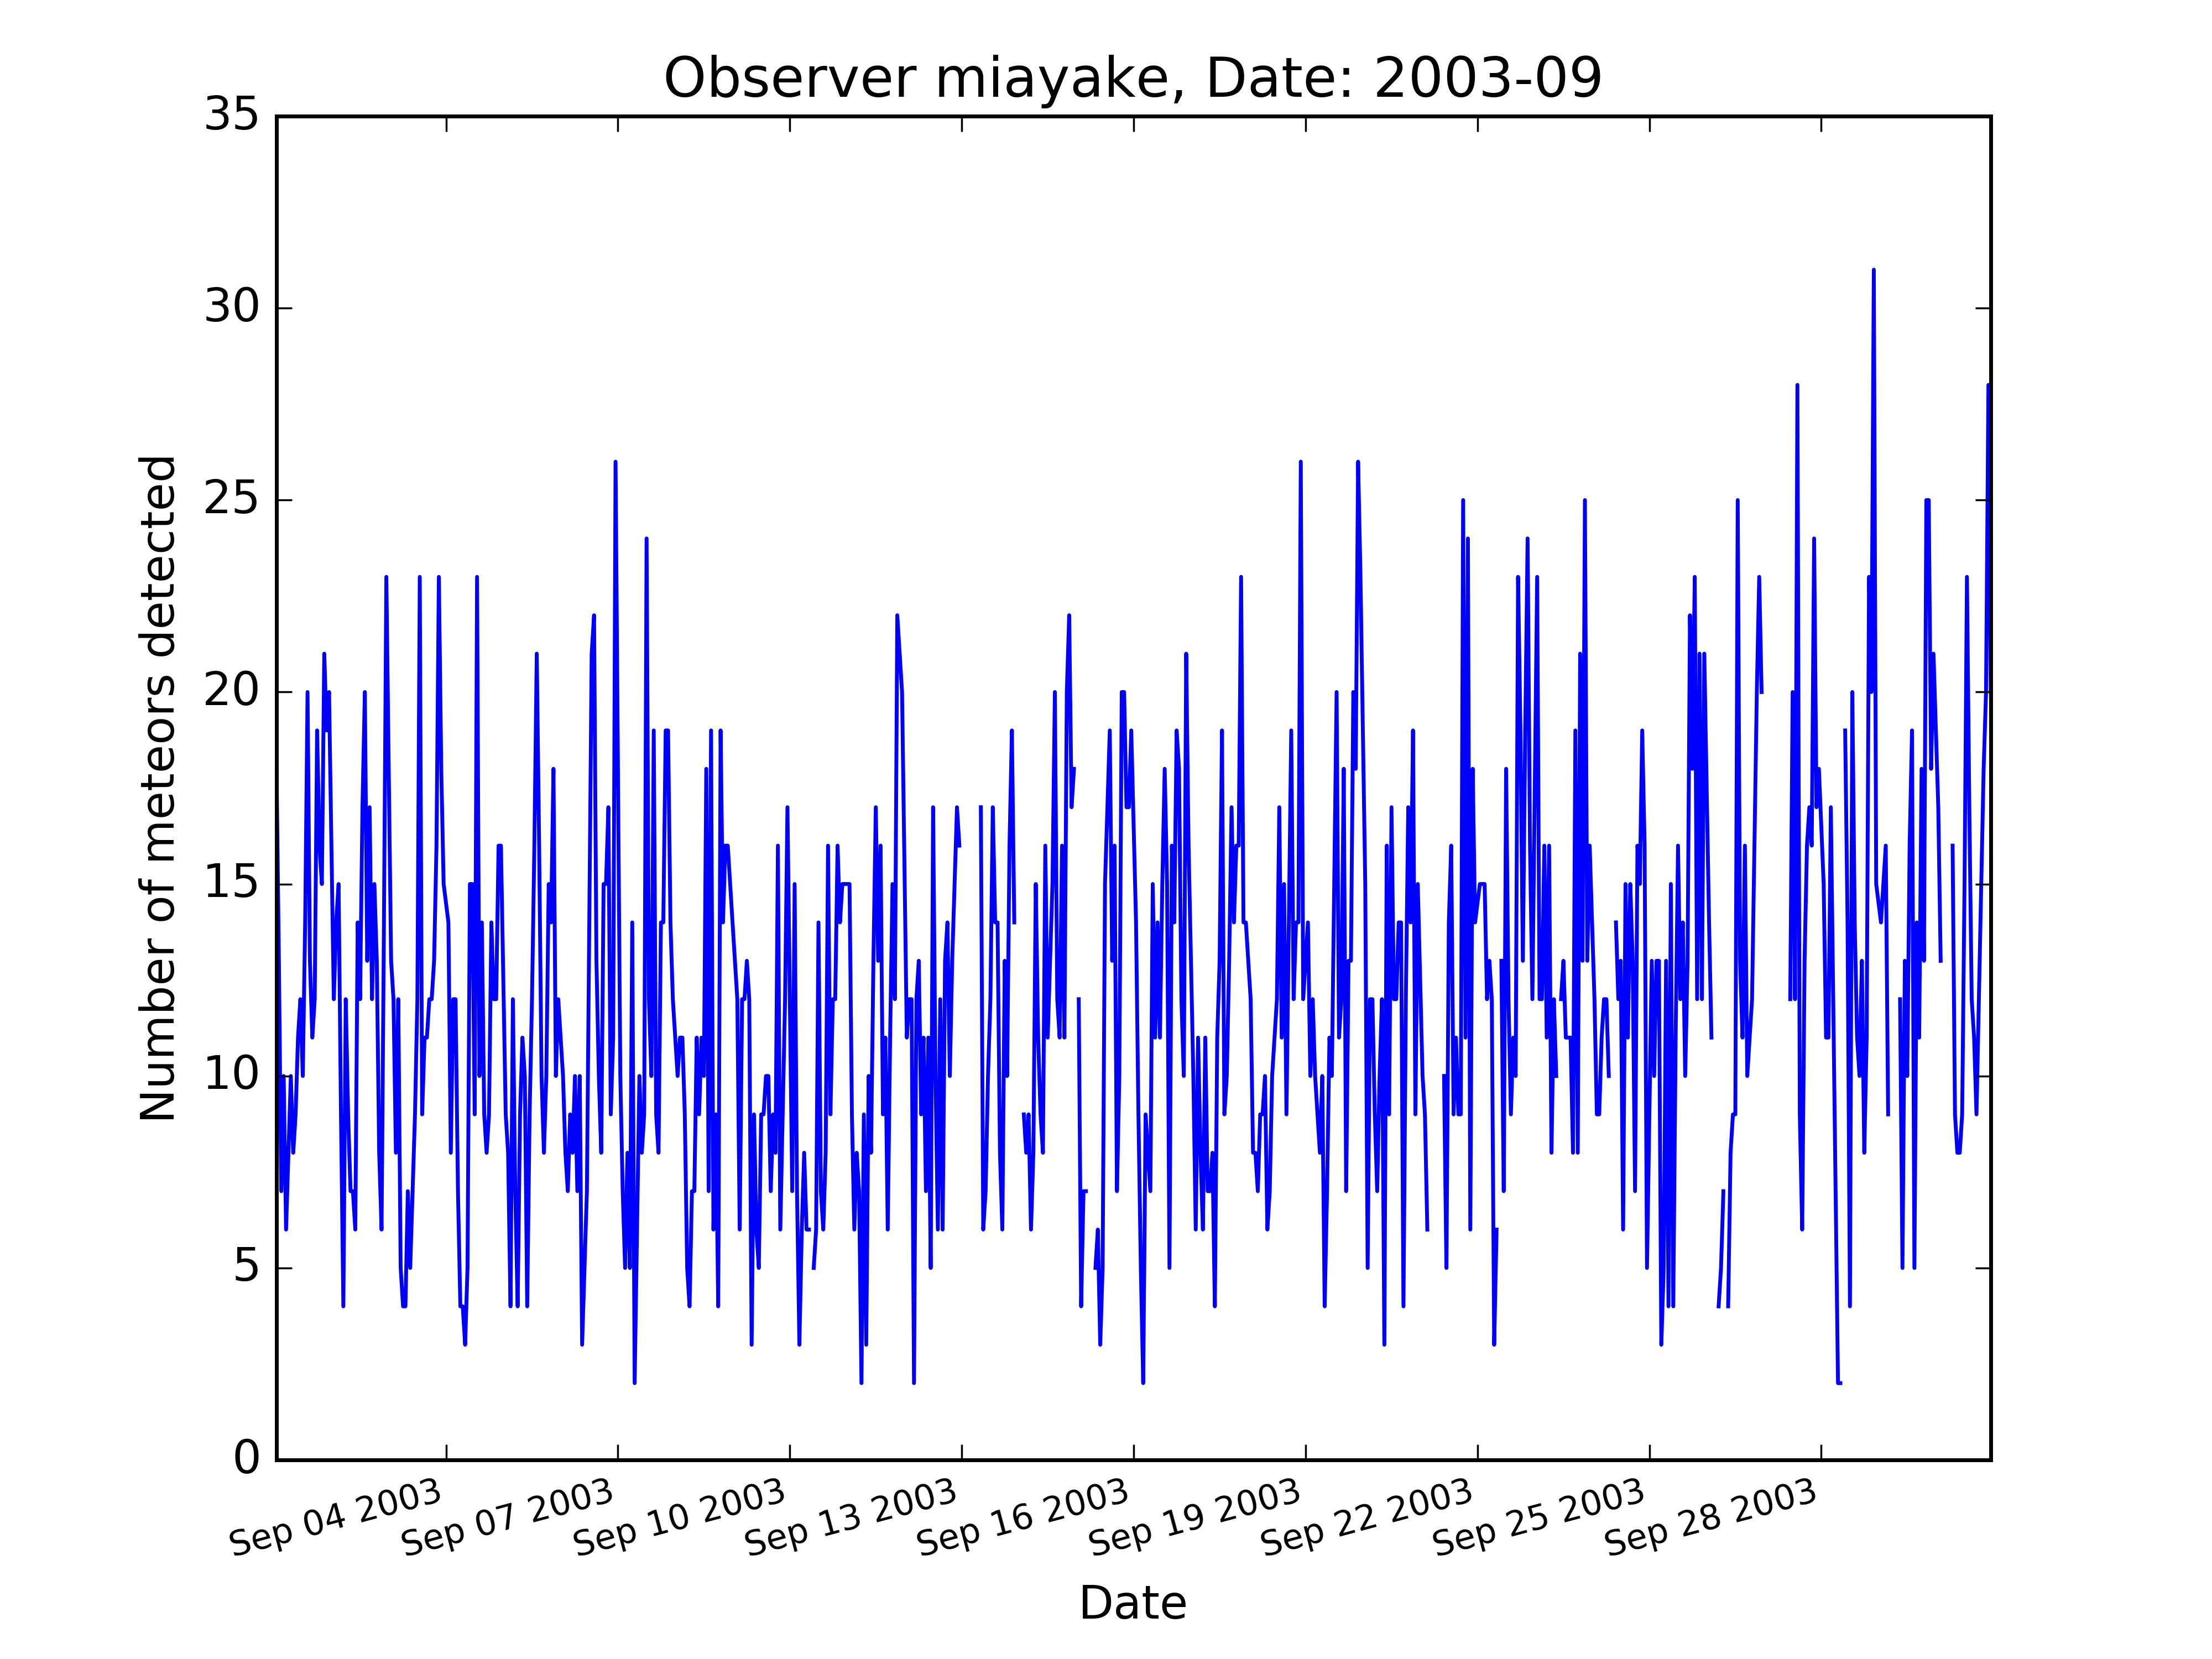 Observer miayake, Date: 2003-09
35
30
25
20
15
10
5
0
Number of meteors detected
Sep 04 2003
Sep 07 2003
Sep 10 2003
Sep 13 2003
Sep 16 2003
Sep 19 2003
Sep 22 2003
Sep 25 2003
Sep 28 2003
Date